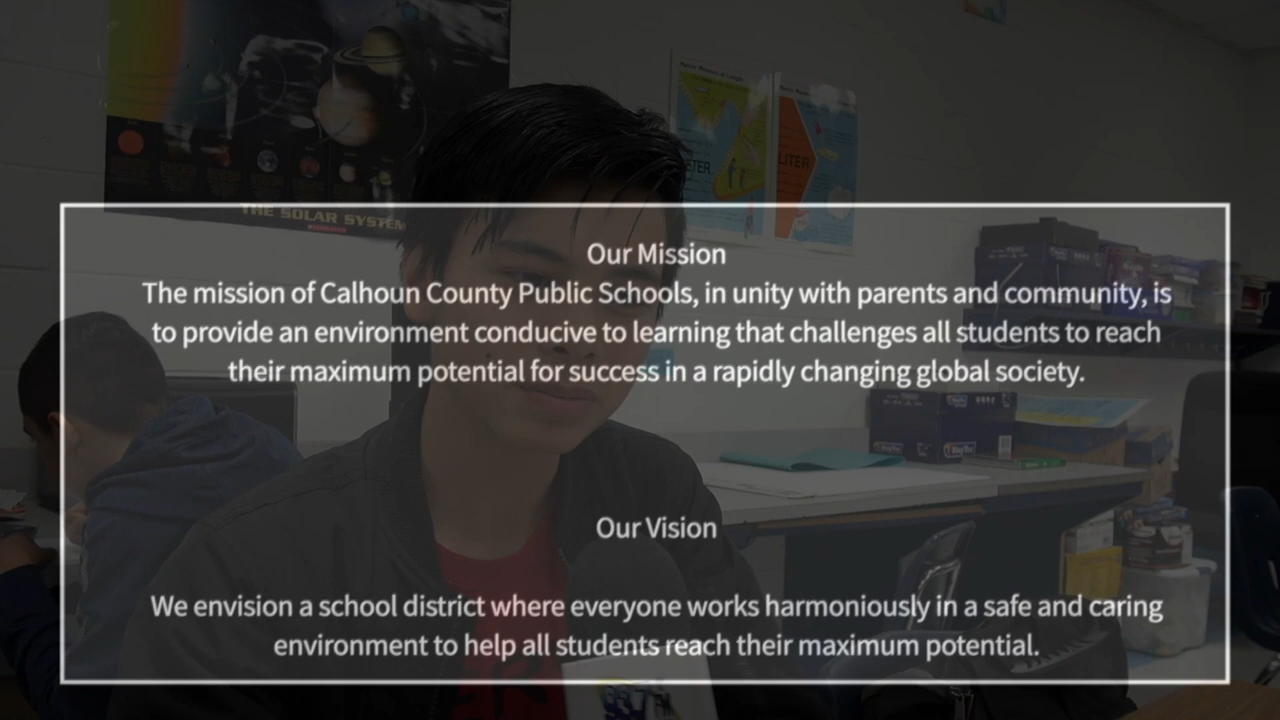 THE SOLAR SYSTEM
LITER
Our Mission
The mission of Calhoun County Public Schools, in unity with parents and community, is
to provide an environment conducive to learning that challenges all students to reach
their maximum potential for success in a rapidly changing global society.
Our Vision
We envision a school district where everyone works harmoniously in a safe and caring
environment to help all students reach their maximum potential.